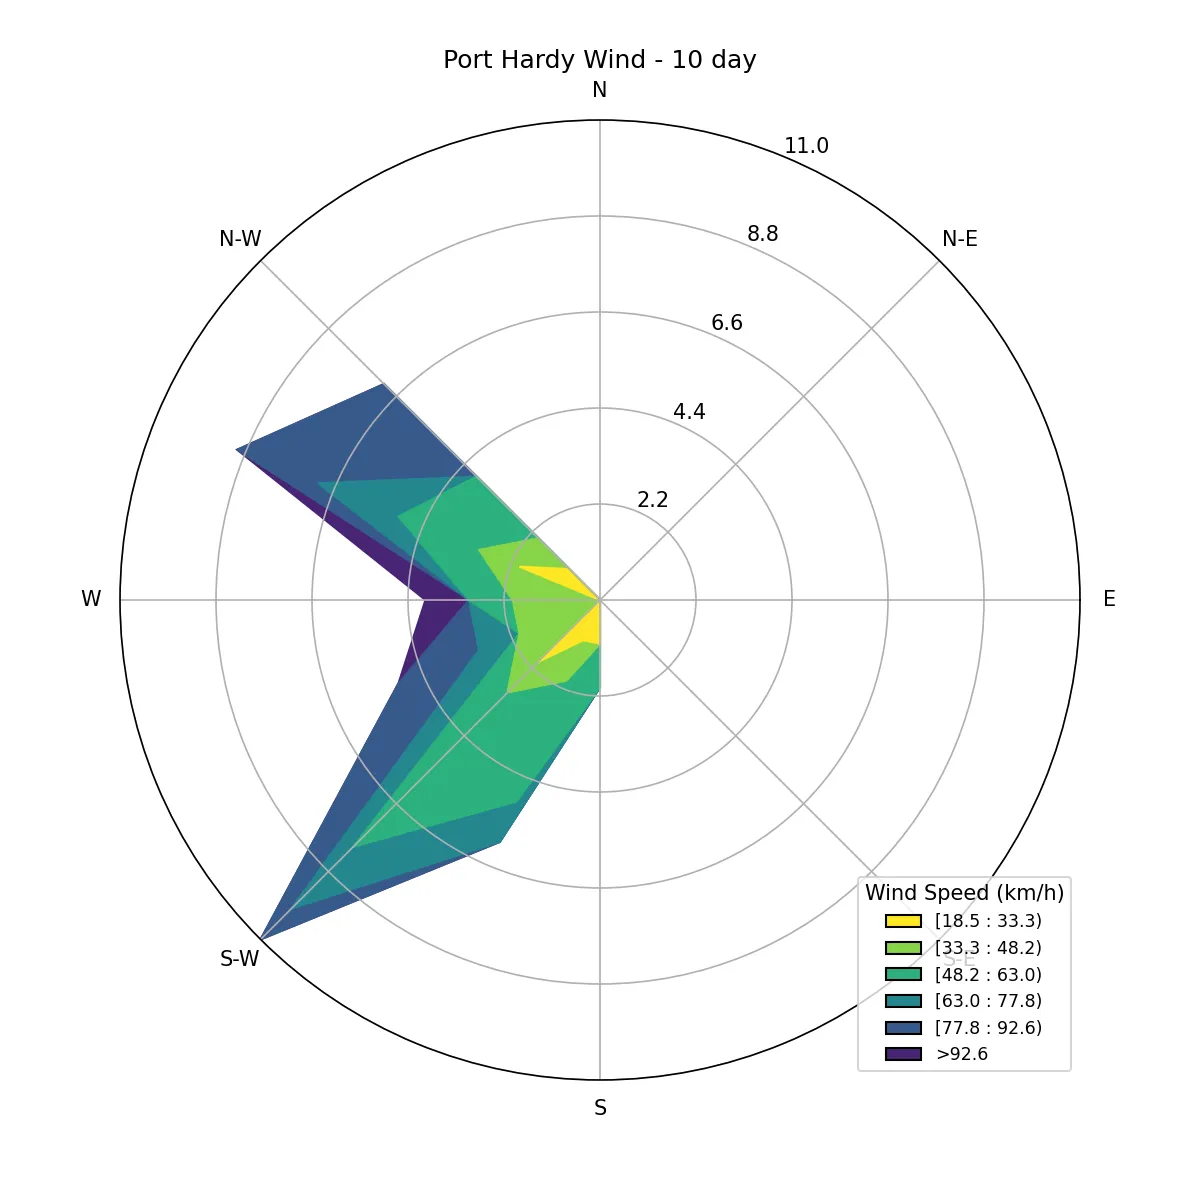 Port Hardy Wind - 10 day
N
11.0
N-W
8.8
N-E
6.6
4.4
2.2
W
E
S-W
S-E
S
Wind Speed (km/h)
[18.5 : 33.3)
[33.3 : 48.2)
[48.2 : 63.0)
[63.0 : 77.8)
[77.8 : 92.6)
>92.6